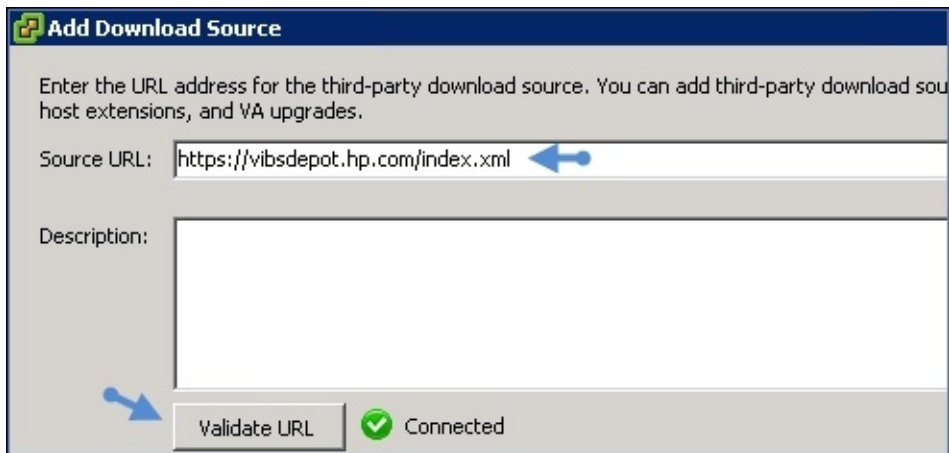 Add Download Source
Enter the URL address for the third-party download source. You can add third-party download sou
host extensions, and VA upgrades.
Source URL: https://vibsdepot.hp.com/index.xml
Description:
Validate URL Connected